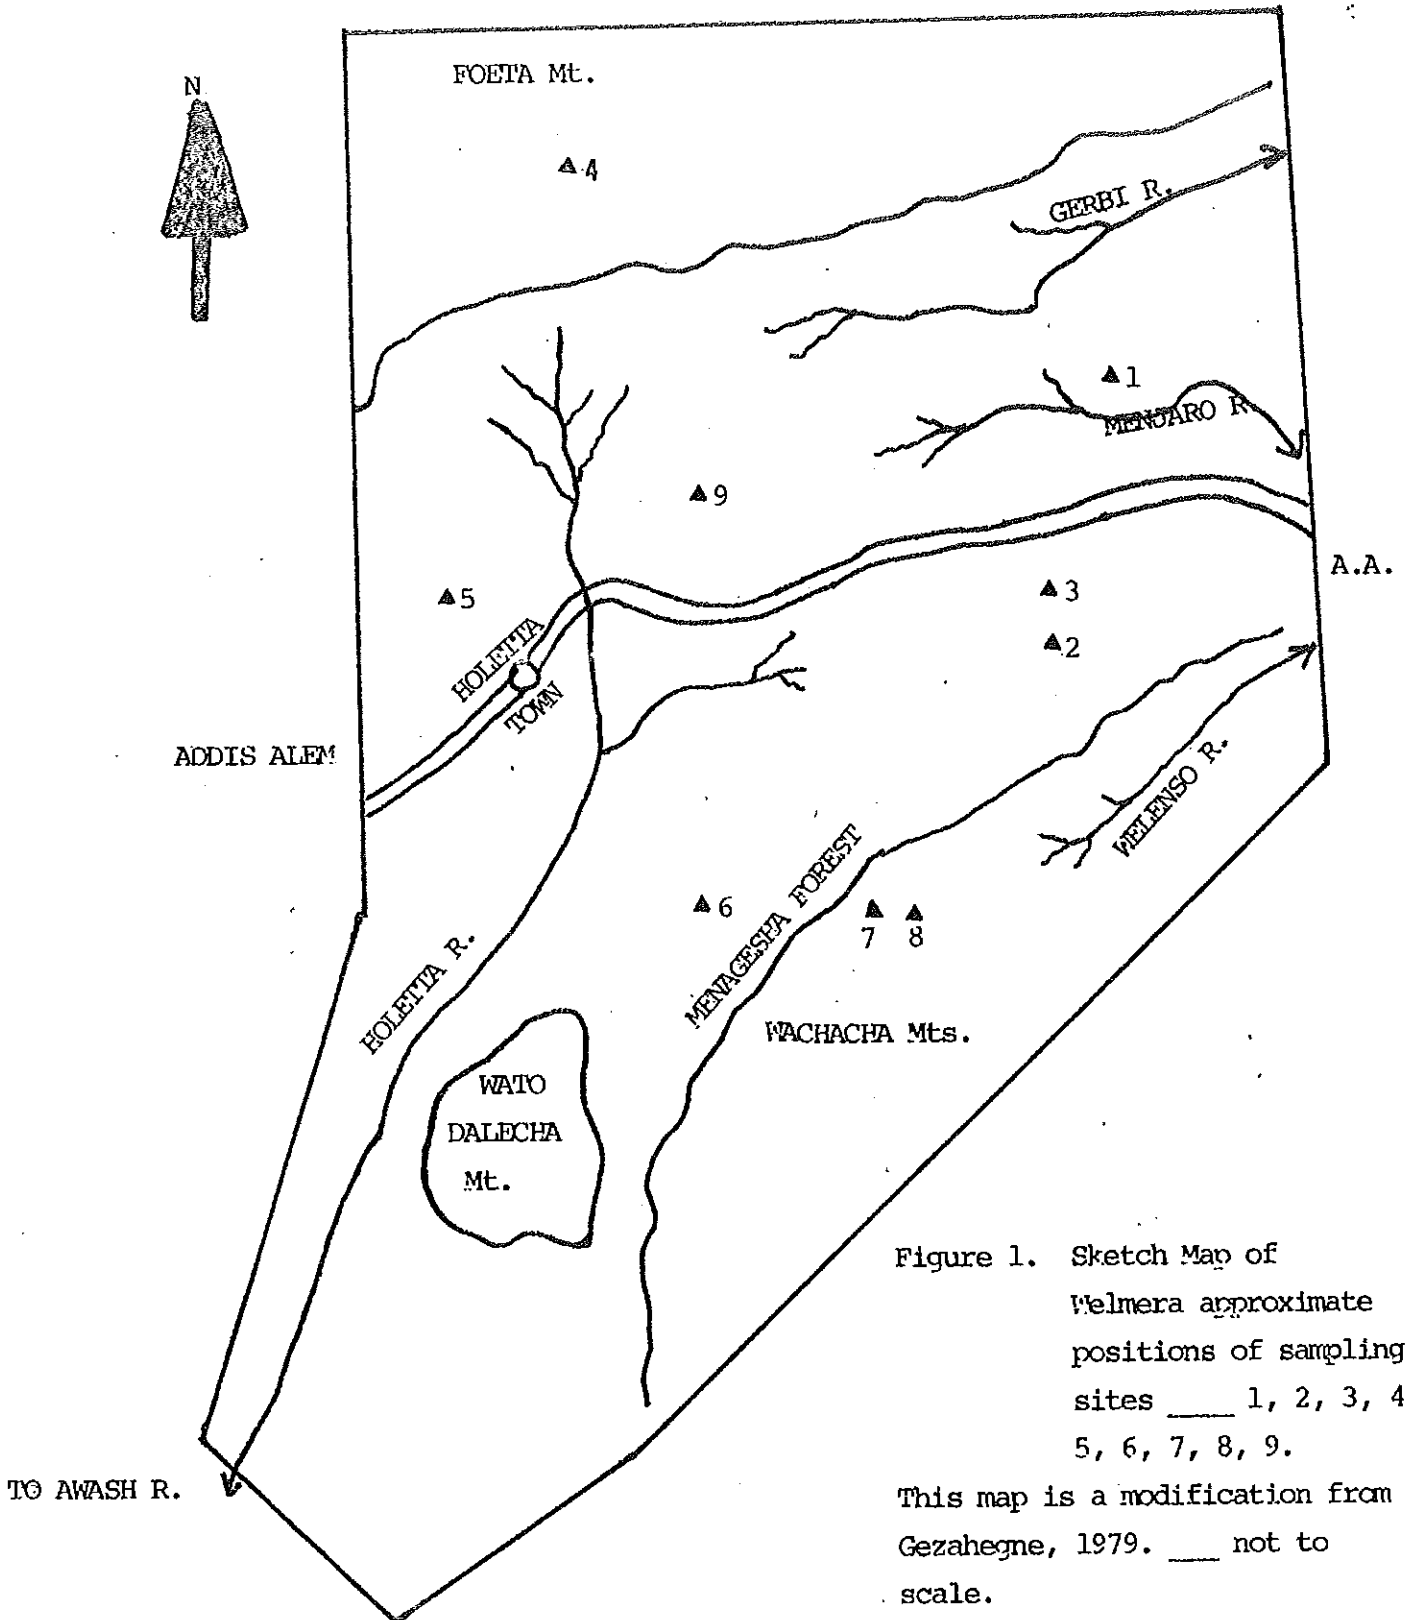 N
FOETA Mt.
4
GERBI R.
1
MENJARO R.
9
A.A.
5
3
2
HOLETTA
TOWN
ADDIS ALEM
WELENSO R.
MENAGESHA FOREST
6
7
8
HOLETTA R.
WACHACHA Mts.
WATO
DALECHA
Mt.
TO AWASH R.
Figure 1. Sketch Map of
Welmera approximate
positions of sampling
sites ____ 1, 2, 3, 4
5, 6, 7, 8, 9.
This map is a modification from
Gezahegne, 1979. ___ not to
scale.